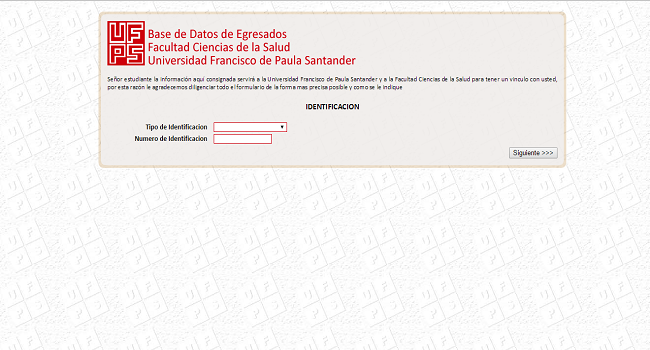 UFPS
Base de Datos de Egresados
Facultad Ciencias de la Salud
Universidad Francisco de Paula Santander
Señor estudiante la información aquí consignada servirá a la Universidad Francisco de Paula Santander y a la Facultad Ciencias de la Salud para tener un vinculo con usted,
por esta razón le agradecemos diligenciar todo el formulario de la forma mas precisa posible y como se le indique
IDENTIFICACION
Tipo de Identificacion
Numero de Identificacion
Siguiente >>>